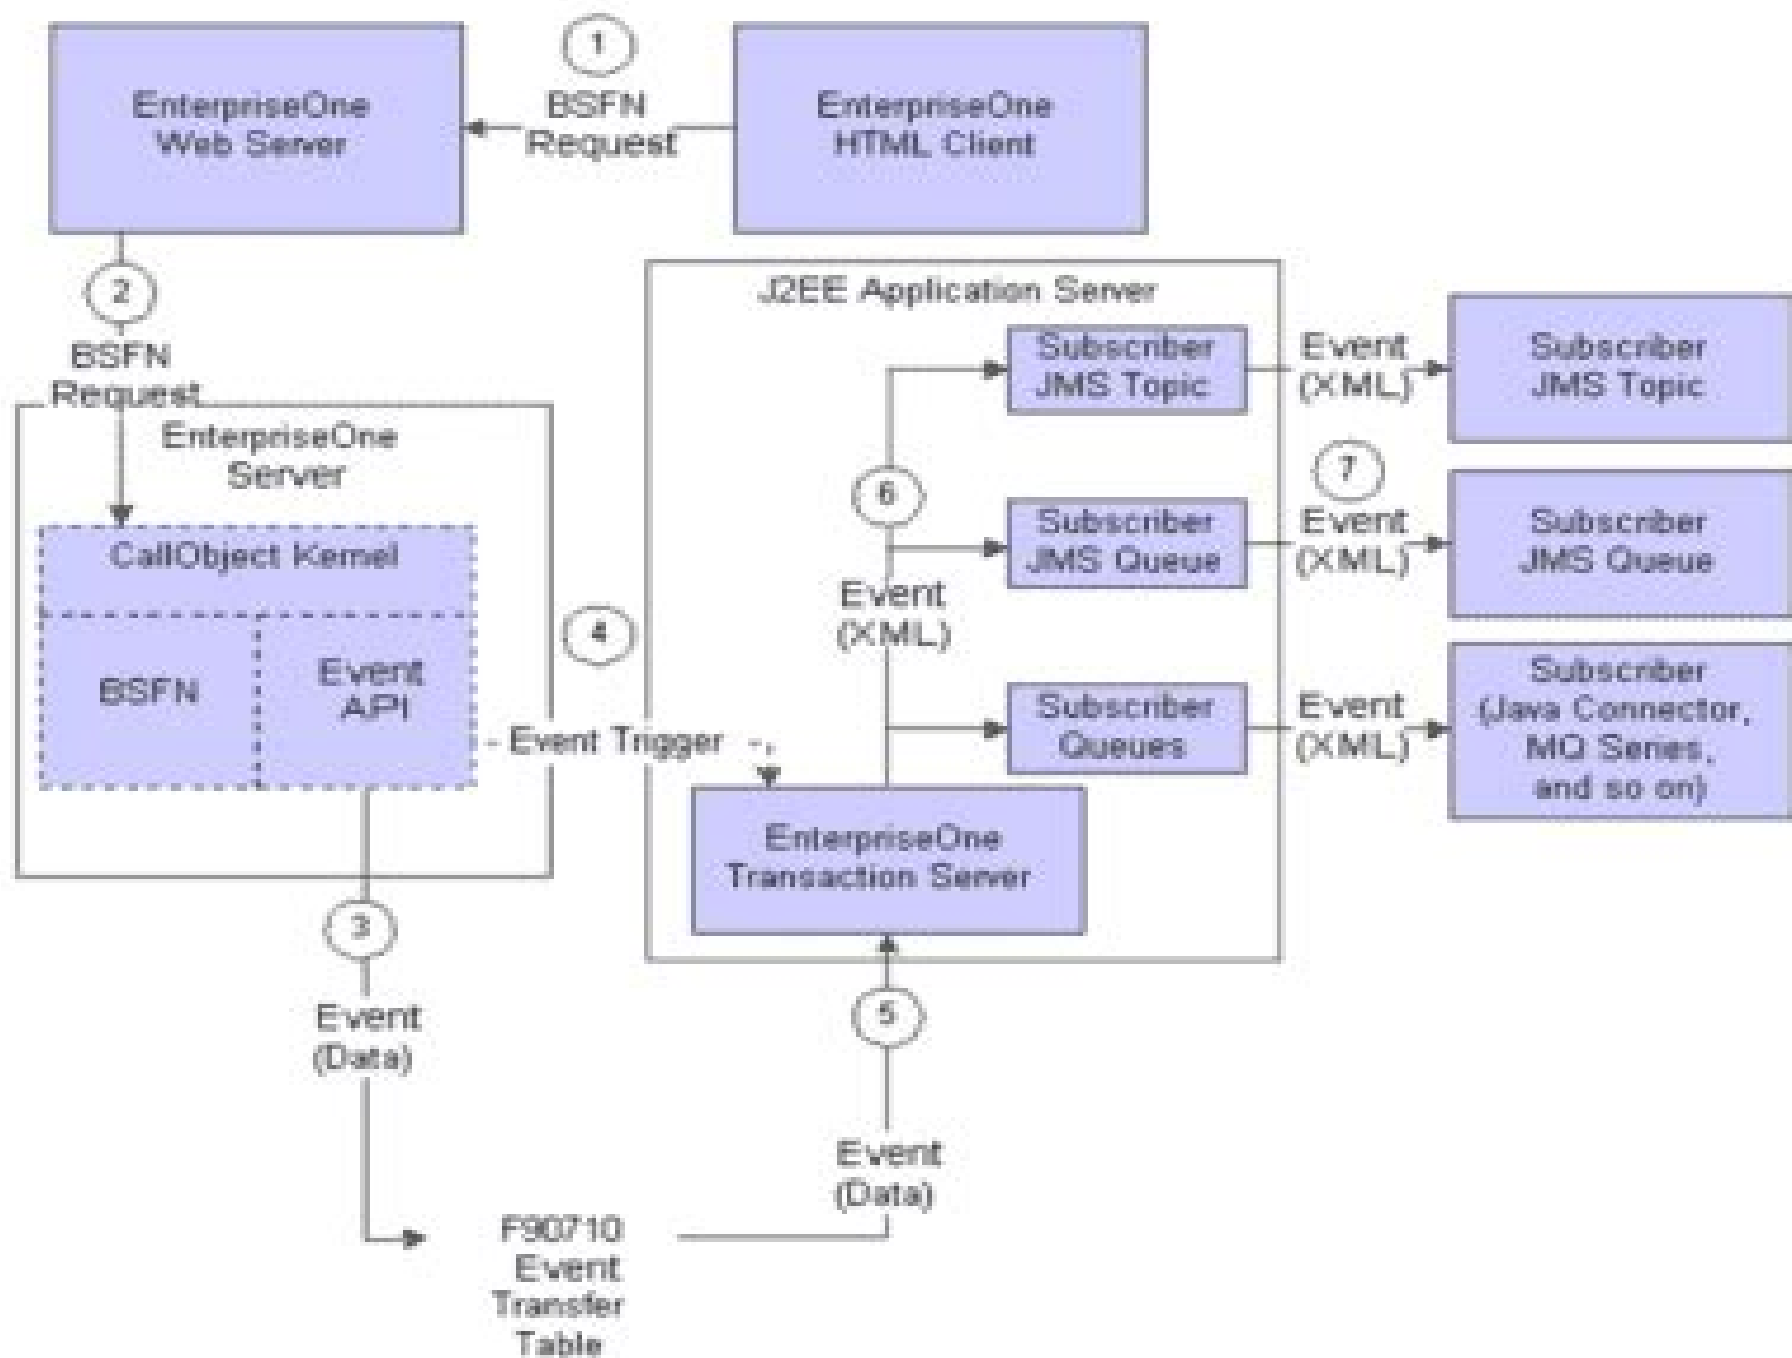 1
EnterpriseOne
Web Server
BSFN
Request
EnterpriseOne
HTML Client
2
BSFN
Request
J2EE Application Server
Subscriber
JMS Topic
Event
(XML)
Subscriber
JMS Topic
EnterpriseOne
Server
6
7
CallObject Kernel
Subscriber
JMS Queue
Event
(XML)
Subscriber
JMS Queue
Event
(XML)
4
BSFN
Event
API
Event Trigger
Subscriber
Queues
Event
(XML)
Subscriber
(Java Connector,
MQ Series,
and so on)
EnterpriseOne
Transaction Server
3
5
Event
(Data)
Event
(Data)
F90710
Event
Transfer
Table